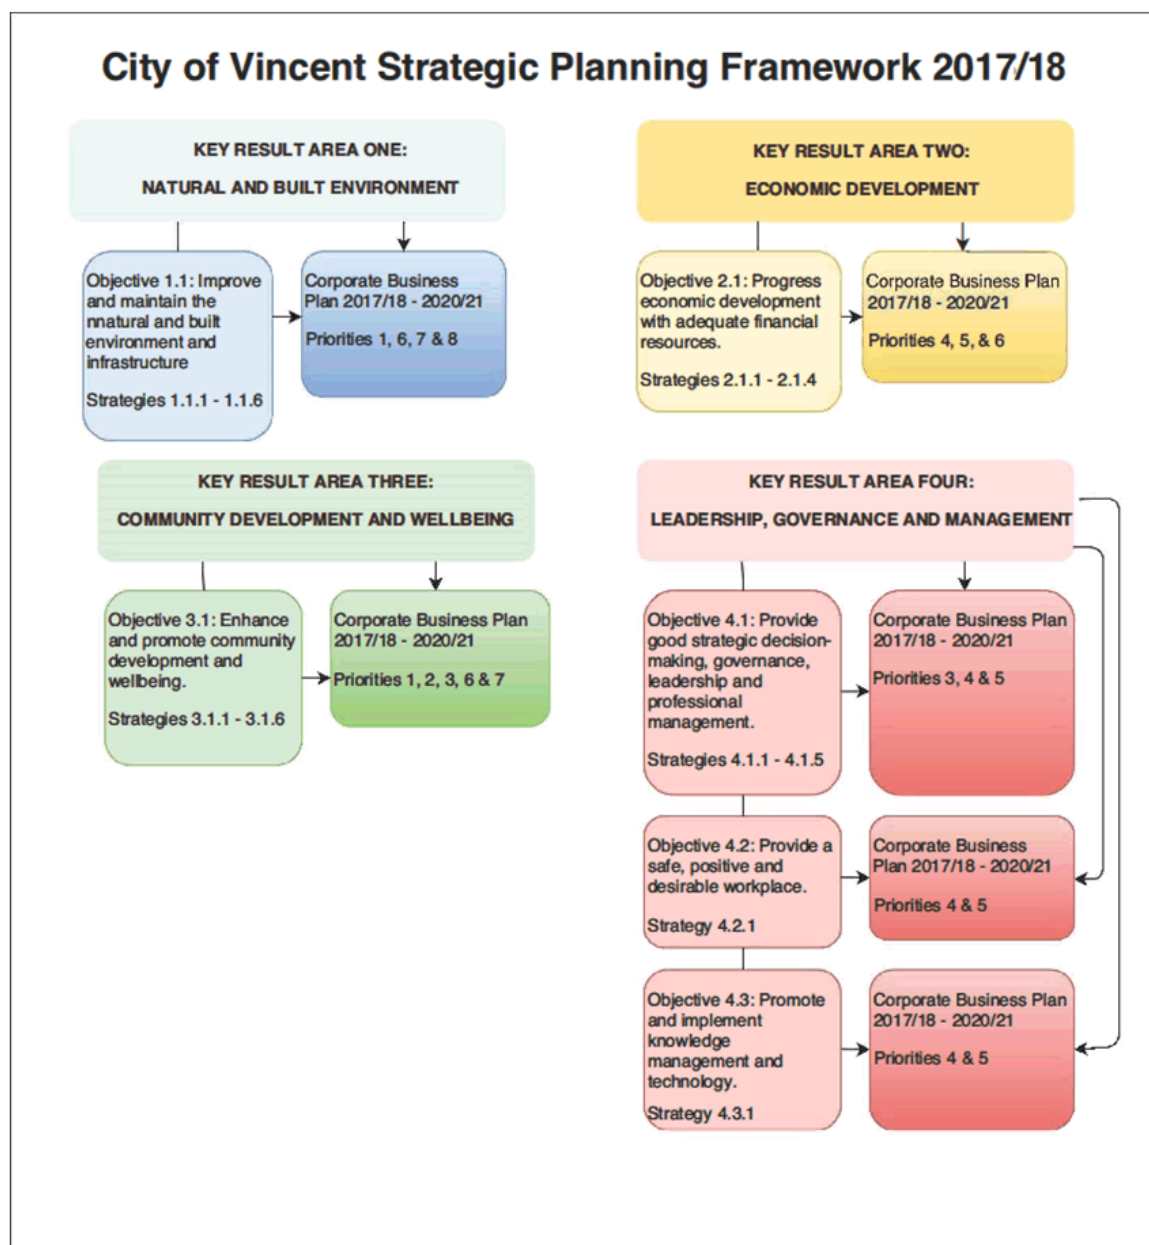 City of Vincent Strategic Planning Framework 2017/18
KEY RESULT AREA ONE:
NATURAL AND BUILT ENVIRONMENT
Objective 1.1: Improve
and maintain the
nnatural and built
environment and
infrastructure
Strategies 1.1.1 - 1.1.6
Corporate Business
Plan 2017/18 - 2020/21
Priorities 1, 6, 7 & 8
KEY RESULT AREA TWO:
ECONOMIC DEVELOPMENT
Objective 2.1: Progress
economic development
with adequate financial
resources.
Strategies 2.1.1 - 2.1.4
Corporate Business Plan
2017/18 - 2020/21
Priorities 4, 5, & 6
KEY RESULT AREA THREE:
COMMUNITY DEVELOPMENT AND WELLBEING
Objective 3.1: Enhance
and promote community
development and
wellbeing.
Strategies 3.1.1 - 3.1.6
Corporate Business Plan
2017/18 - 2020/21
Priorities 1, 2, 3, 6 & 7
KEY RESULT AREA FOUR:
LEADERSHIP, GOVERNANCE AND MANAGEMENT
Objective 4.1: Provide
good strategic decision-
making, governance,
leadership and
professional
management.
Strategies 4.1.1 - 4.1.5
Corporate Business Plan
2017/18 - 2020/21
Priorities 3, 4 & 5
Objective 4.2: Provide a
safe, positive and
desirable workplace.
Strategy 4.2.1
Corporate Business
Plan 2017/18 - 2020/21
Priorities 4 & 5
Objective 4.3: Promote
and implement
knowledge
management and
technology.
Strategy 4.3.1
Corporate Business Plan
2017/18 - 2020/21
Priorities 4 & 5